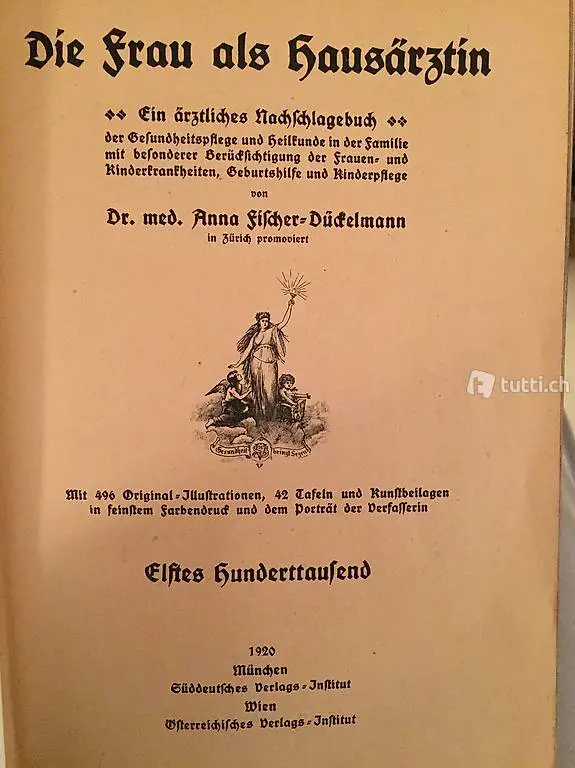 Die Frau als Hausärztin
Ein ärztliches Nachschlagebuch
der Gesundheitspflege und Heilkunde in der Familie
mit besonderer Berücksichtigung der Frauen- und
Kinderkrankheiten, Geburtshilfe und Kinderpflege
von
Dr. med. Anna Fischer-Dückelmann
in Zürich promoviert
tutti.ch
Gesundheit bringt Segen
Mit 496 Original-Illustrationen, 42 Tafeln und Kunstbeilagen
in feinstem Farbendruck und dem Porträt der Verfasserin
Elftes Hunderttausend
1920
München
Süddeutsches Verlags-Institut
Wien
Österreichisches Verlags-Institut